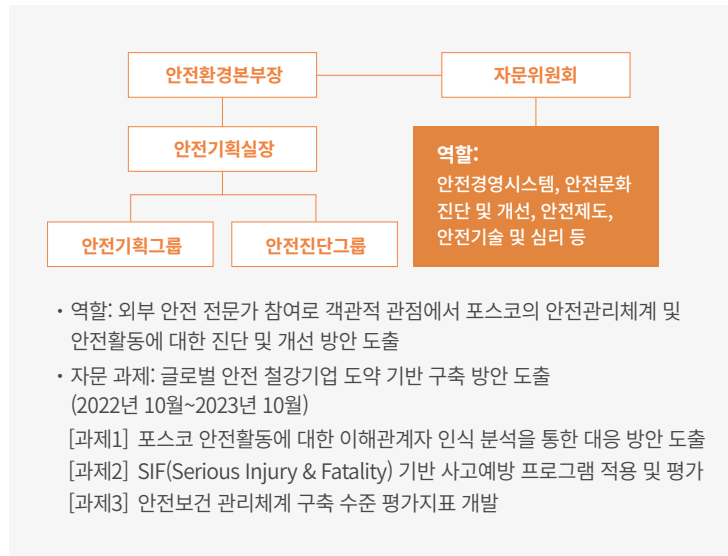 안전환경본부장
자문위원회
안전기획실장
역할:
안전경영시스템, 안전문화
진단 및 개선, 안전제도,
안전기술 및 심리 등
안전기획그룹
안전진단그룹
• 역할: 외부 안전 전문가 참여로 객관적 관점에서 포스코의 안전관리체계 및
안전활동에 대한 진단 및 개선 방안 도출
• 자문 과제: 글로벌 안전 철강기업 도약 기반 구축 방안 도출
(2022년 10월~2023년 10월)
[과제1] 포스코 안전활동에 대한 이해관계자 인식 분석을 통한 대응 방안 도출
[과제2] SIF(Serious Injury & Fatality) 기반 사고예방 프로그램 적용 및 평가
[과제3] 안전보건 관리체계 구축 수준 평가지표 개발